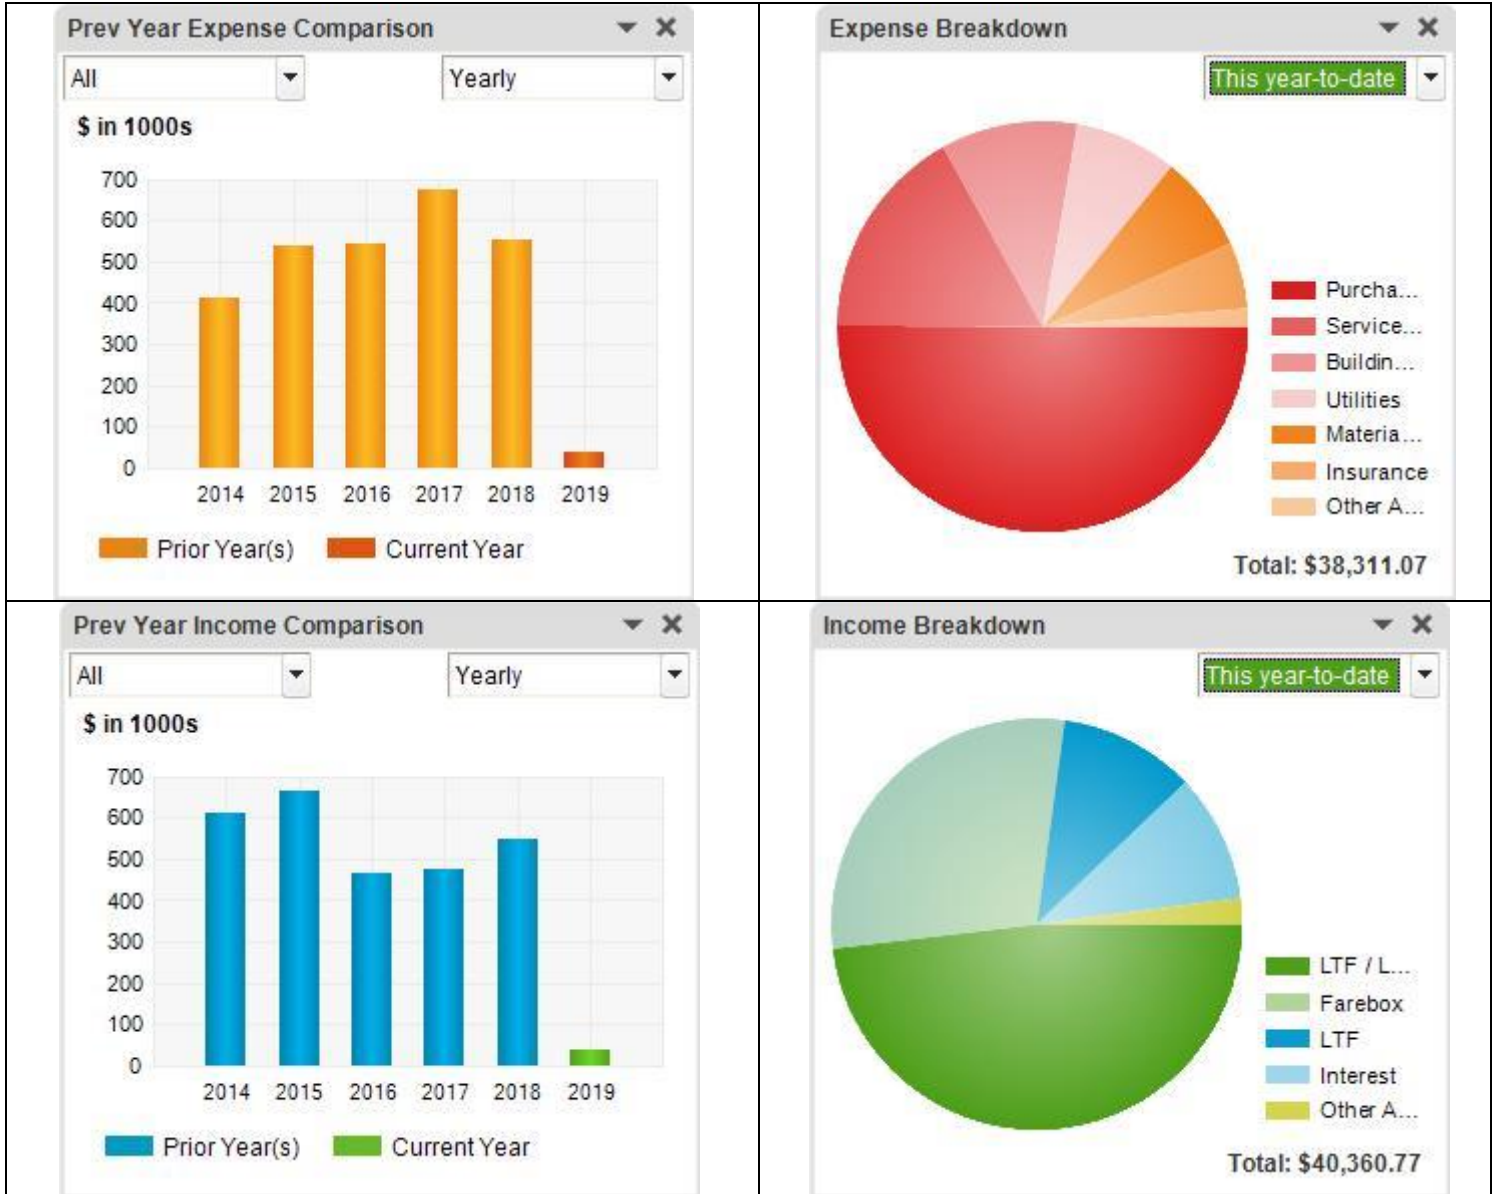 Prev Year Expense Comparison
All
Yearly
$ in 1000s
700
600
500
400
300
200
100
0
2014 2015 2016 2017 2018 2019
Prior Year(s) Current Year
Expense Breakdown
This year-to-date
Purcha...
Service...
Buildin...
Utilities
Materia...
Insurance
Other A...
Total: $38,311.07
Prev Year Income Comparison
All
Yearly
$ in 1000s
700
600
500
400
300
200
100
0
2014 2015 2016 2017 2018 2019
Prior Year(s) Current Year
Income Breakdown
This year-to-date
LTF / L...
Farebox
LTF
Interest
Other A...
Total: $40,360.77